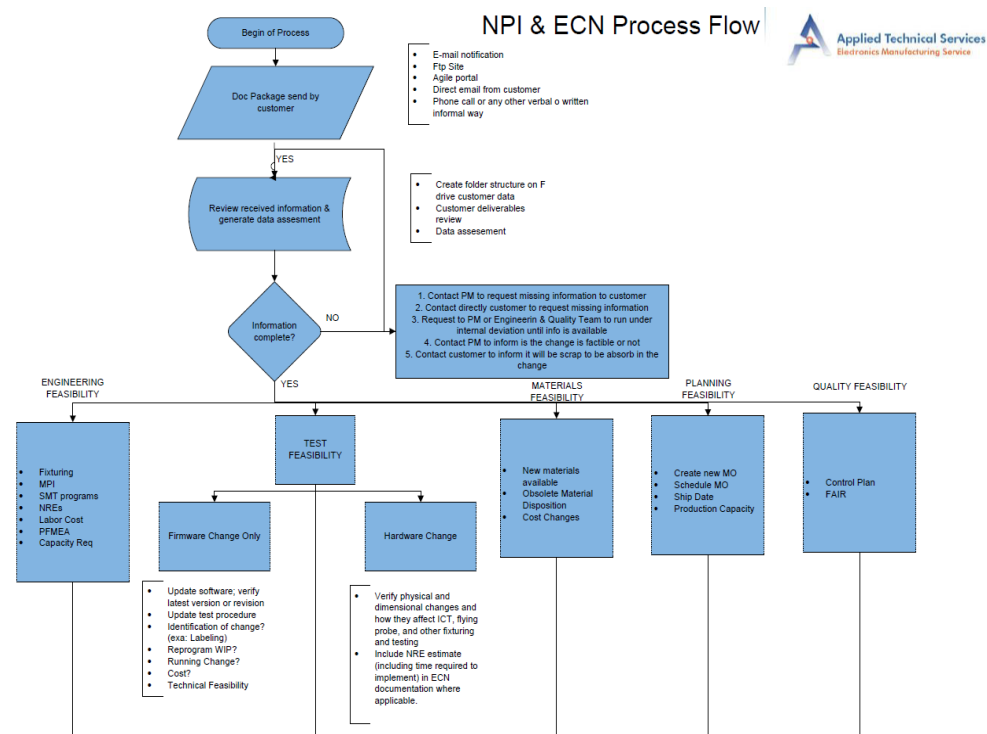 NPI & ECN Process Flow
Applied Technical Services
Electronics Manufacturing Service
Begin of Process
• E-mail notification
• Ftp Site
• Agile portal
• Direct email from customer
• Phone call or any other verbal o written
informal way
Doc Package send by
customer
YES
Review received information &
generate data assesment
• Create folder structure on F
drive customer data
• Customer deliverables
review
• Data assesement
Information
complete?
NO
1. Contact PM to request missing information to customer
2. Contact directly customer to request missing information
3. Request to PM or Engineerin & Quality Team to run under
internal deviation until info is available
4. Contact PM to inform is the change is factible or not
5. Contact customer to inform it will be scrap to be absorb in the
change
YES
ENGINEERING
FEASIBILITY
MATERIALS
FEASIBILITY
PLANNING
FEASIBILITY
QUALITY FEASIBILITY
• Fixturing
• MPI
• SMT programs
• NREs
• Labor Cost
• PFMEA
• Capacity Req
TEST
FEASIBILITY
• New materials
available
• Obsolete Material
Disposition
• Cost Changes
• Create new MO
• Schedule MO
• Ship Date
• Production Capacity
• Control Plan
• FAIR
Firmware Change Only
Hardware Change
• Update software; verify
latest version or revision
• Update test procedure
• Identification of change?
(exa: Labeling)
• Reprogram WIP?
• Running Change?
• Cost?
• Technical Feasibility
• Verify physical and
dimensional changes and
how they affect ICT, flying
probe, and other fixturing
and testing
• Include NRE estimate
(including time required to
implement) in ECN
documentation where
applicable.